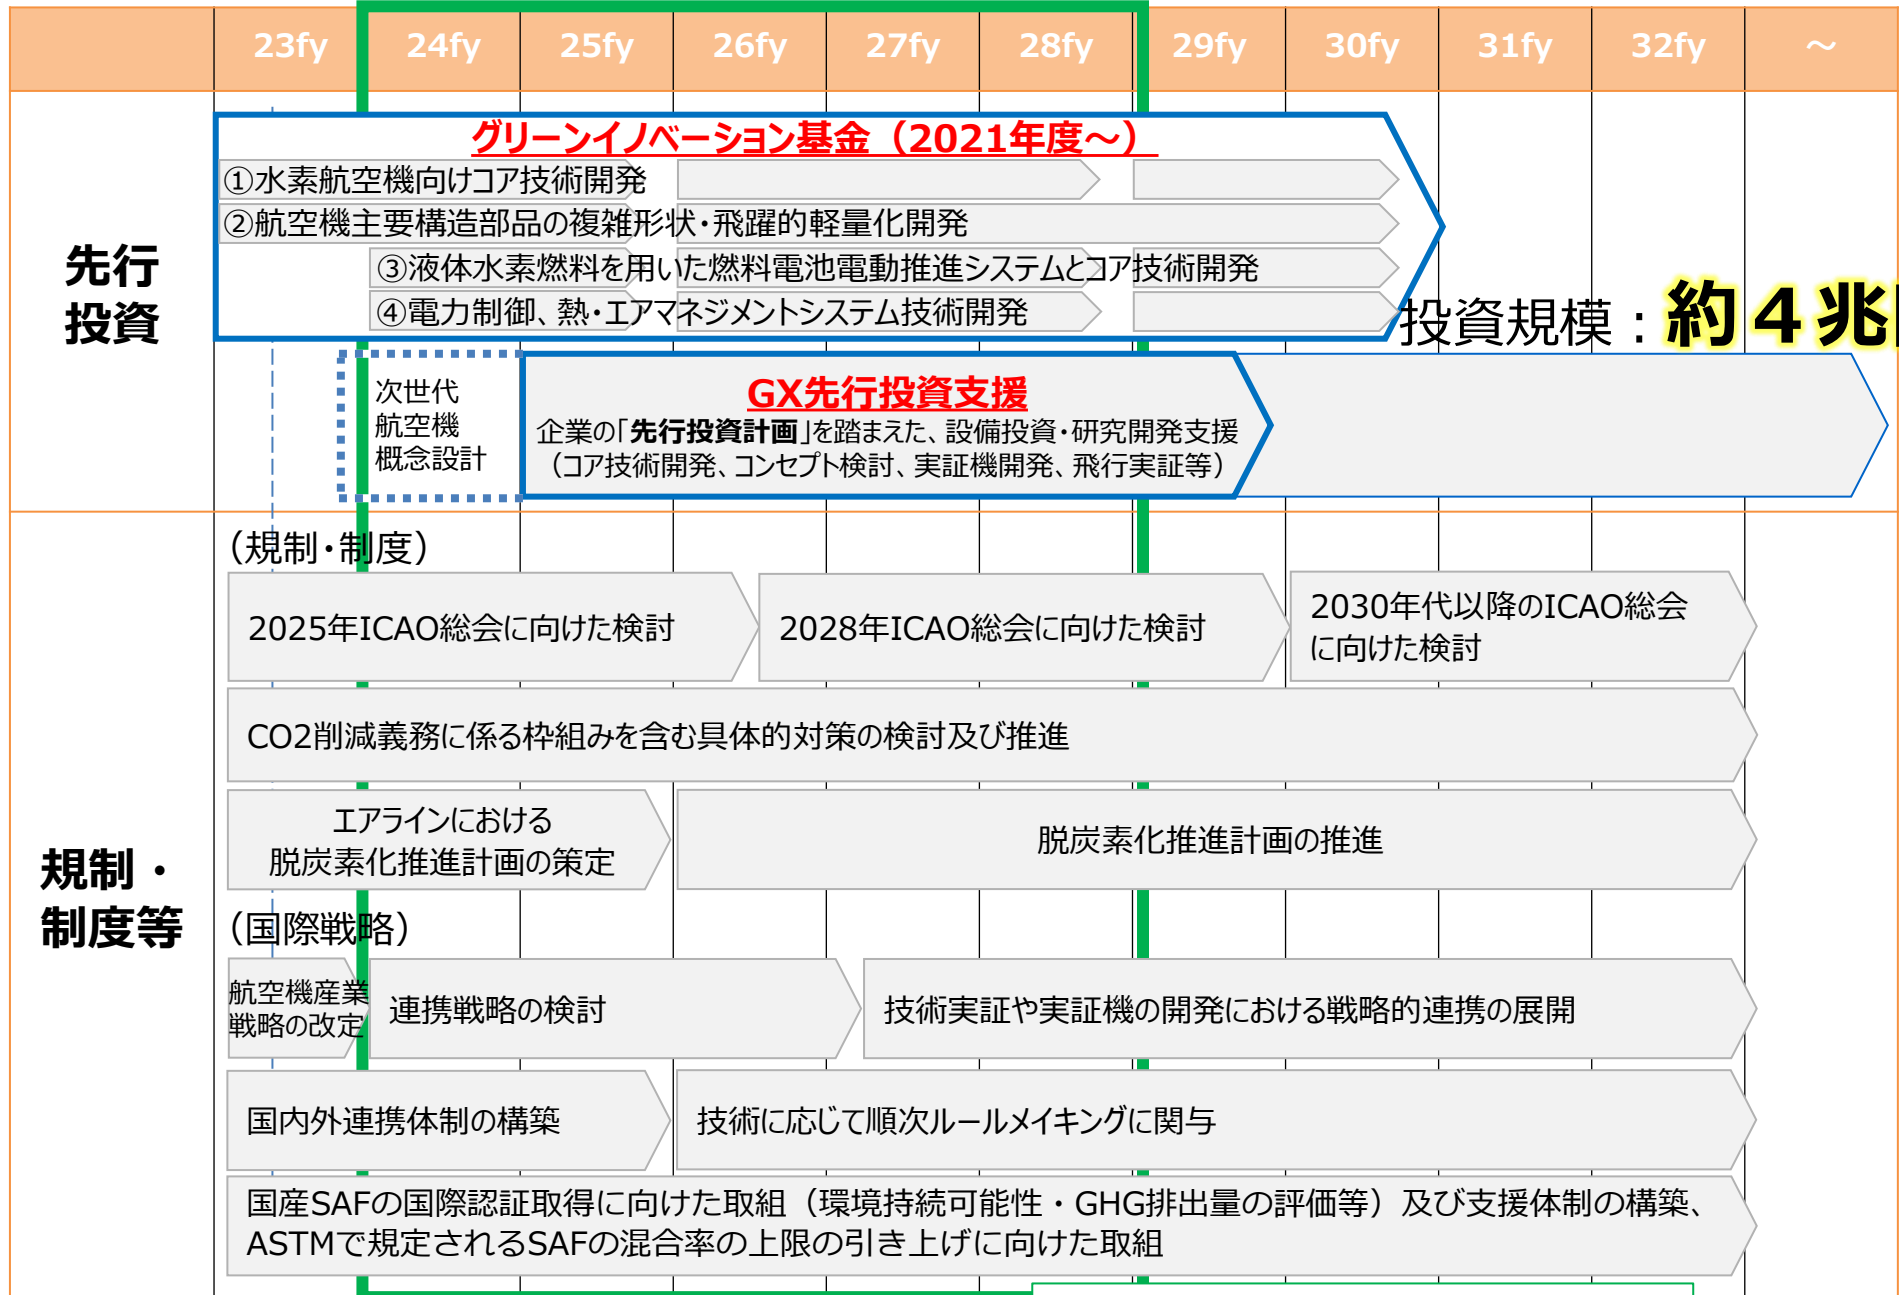 23fy 24fy 25fy 26fy 27fy 28fy 29fy 30fy 31fy 32fy ～
先行
投資
グリーンイノベーション基金（2021年度～）
①水素航空機向けコア技術開発
②航空機主要構造部品の複雑形状・飛躍的軽量化開発
③液体水素燃料を用いた燃料電池電動推進システムとコア技術開発
④電力制御、熱・エアマネジメントシステム技術開発
投資規模：約４兆
次世代
航空機
概念設計
GX先行投資支援
企業の「先行投資計画」を踏まえた、設備投資・研究開発支援
（コア技術開発、コンセプト検討、実証機開発、飛行実証等）
規制・
制度等
（規制・制度）
2025年ICAO総会に向けた検討
2028年ICAO総会に向けた検討
2030年代以降のICAO総会
に向けた検討
CO2削減義務に係る枠組みを含む具体的対策の検討及び推進
エアラインにおける
脱炭素化推進計画の策定
脱炭素化推進計画の推進
（国際戦略）
航空機産業
戦略の改定
連携戦略の検討
技術実証や実証機の開発における戦略的連携の展開
国内外連携体制の構築
技術に応じて順次ルールメイキングに関与
国産SAFの国際認証取得に向けた取組（環境持続可能性・GHG排出量の評価等）及び支援体制の構築、
ASTMで規定されるSAFの混合率の上限の引き上げに向けた取組